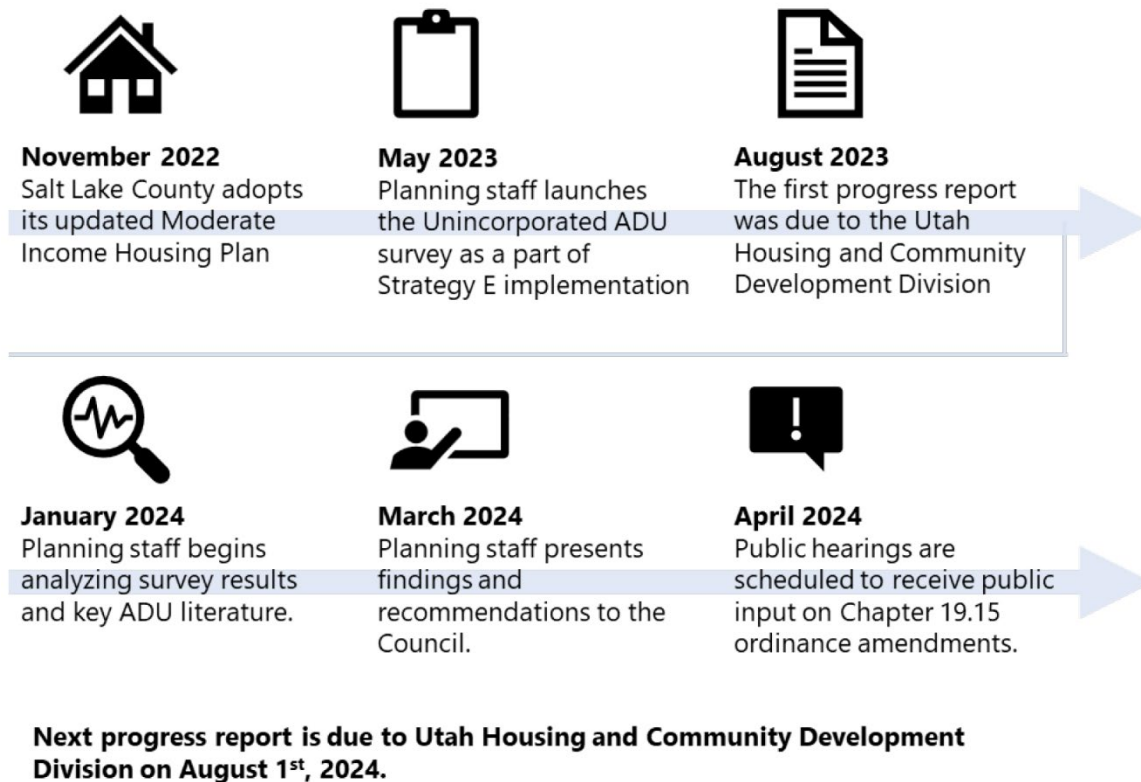 November 2022
Salt Lake County adopts
its updated Moderate
Income Housing Plan
May 2023
Planning staff launches
the Unincorporated ADU
survey as a part of
Strategy E implementation
August 2023
The first progress report
was due to the Utah
Housing and Community
Development Division
January 2024
Planning staff begins
analyzing survey results
and key ADU literature.
March 2024
Planning staff presents
findings and
recommendations to the
Council.
April 2024
Public hearings are
scheduled to receive public
input on Chapter 19.15
ordinance amendments.
Next progress report is due to Utah Housing and Community Development
Division on August 1st, 2024.